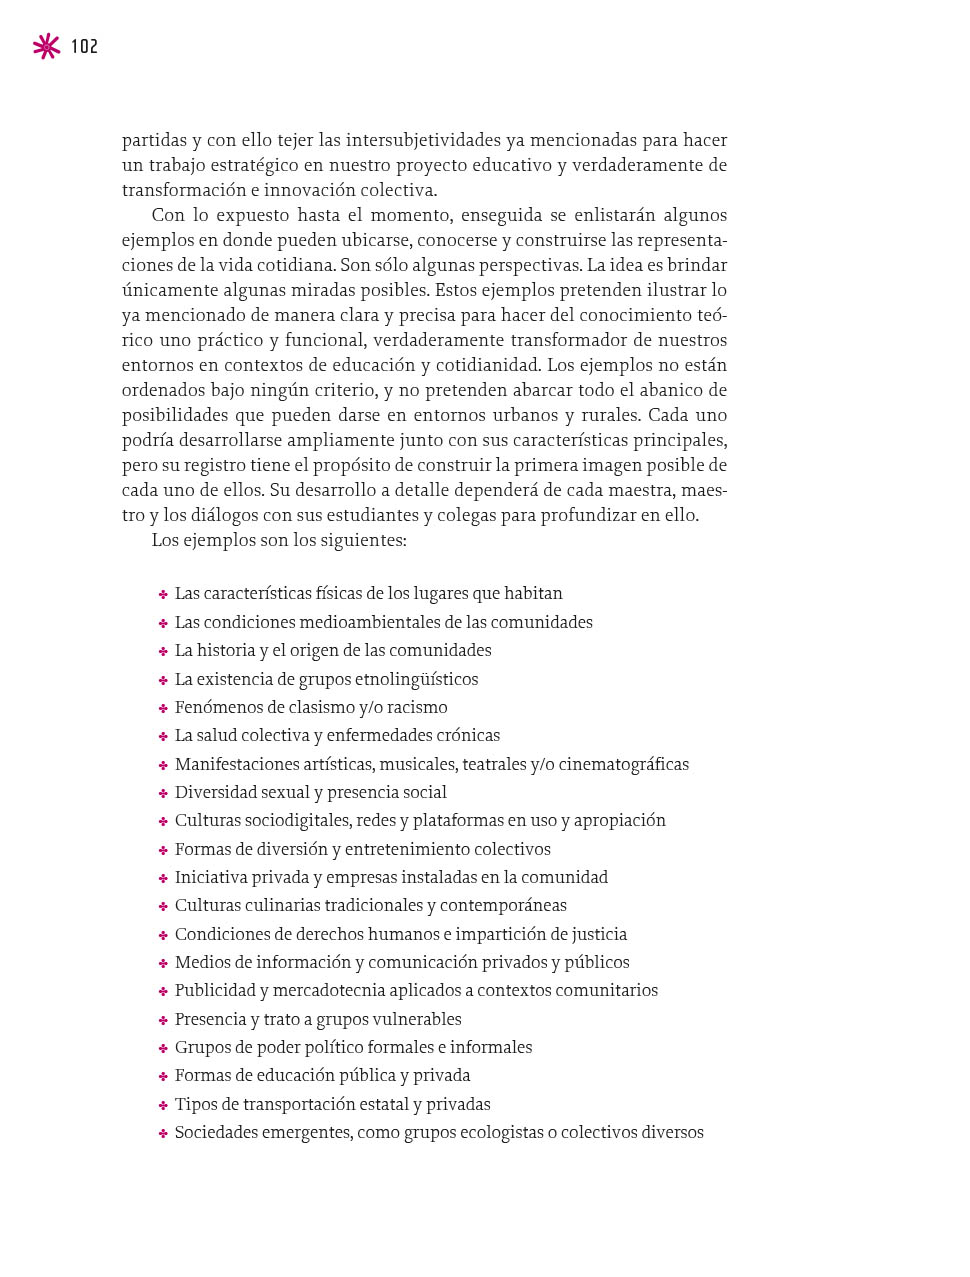 102
partidas y con ello tejer las intersubjetividades ya mencionadas para hacer
un trabajo estratégico en nuestro proyecto educativo y verdaderamente de
transformación e innovación colectiva.
Con lo expuesto hasta el momento, enseguida se enlistarán algunos
ejemplos en donde pueden ubicarse, conocerse y construirse las representa-
ciones de la vida cotidiana. Son sólo algunas perspectivas. La idea es brindar
únicamente algunas miradas posibles. Estos ejemplos pretenden ilustrar lo
ya mencionado de manera clara y precisa para hacer del conocimiento teó-
rico uno práctico y funcional, verdaderamente transformador de nuestros
entornos en contextos de educación y cotidianidad. Los ejemplos no están
ordenados bajo ningún criterio, y no pretenden abarcar todo el abanico de
posibilidades que pueden darse en entornos urbanos y rurales. Cada uno
podría desarrollarse ampliamente junto con sus características principales,
pero su registro tiene el propósito de construir la primera imagen posible de
cada uno de ellos. Su desarrollo a detalle dependerá de cada maestra, maes-
tro y los diálogos con sus estudiantes y colegas para profundizar en ello.
Los ejemplos son los siguientes:
✤ Las características físicas de los lugares que habitan
✤ Las condiciones medioambientales de las comunidades
✤ La historia y el origen de las comunidades
✤ La existencia de grupos etnolingüísticos
✤ Fenómenos de clasismo y/o racismo
✤ La salud colectiva y enfermedades crónicas
✤ Manifestaciones artísticas, musicales, teatrales y/o cinematográficas
✤ Diversidad sexual y presencia social
✤ Culturas sociodigitales, redes y plataformas en uso y apropiación
✤ Formas de diversión y entretenimiento colectivos
✤ Iniciativa privada y empresas instaladas en la comunidad
✤ Culturas culinarias tradicionales y contemporáneas
✤ Condiciones de derechos humanos e impartición de justicia
✤ Medios de información y comunicación privados y públicos
✤ Publicidad y mercadotecnia aplicados a contextos comunitarios
✤ Presencia y trato a grupos vulnerables
✤ Grupos de poder político formales e informales
✤ Formas de educación pública y privada
✤ Tipos de transportación estatal y privadas
✤ Sociedades emergentes, como grupos ecologistas o colectivos diversos